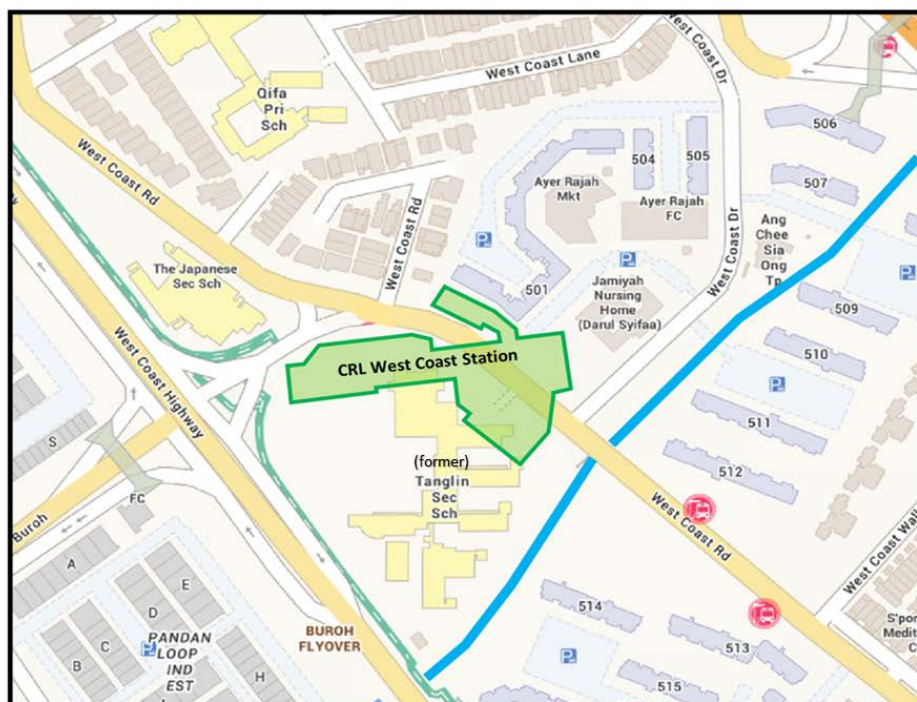 West Coast Lane
West Coast Dr
Qifa
Pri
Sch
506
504
505
507
Ayer Rajah
Mkt
Ayer Rajah
FC
West Coast Rd
West Coast Rd
West Coast Dr
Ang
Chee
Sia
Ong
Tp
The Japanese
Sec Sch
501
Jamiyah
Nursing
Home
(Darul Syifaa)
509
510
CRL West Coast Station
West Coast Highway
511
512
S
(former)
Tanglin
Sec
Sch
FC
Buroh
West Coast Rd
West Coast Walk
A
E
D
C
B
H
PANDAN
LOOP
IND
EST
BUROH
FLYOVER
514
513
515
S'pore
Medit